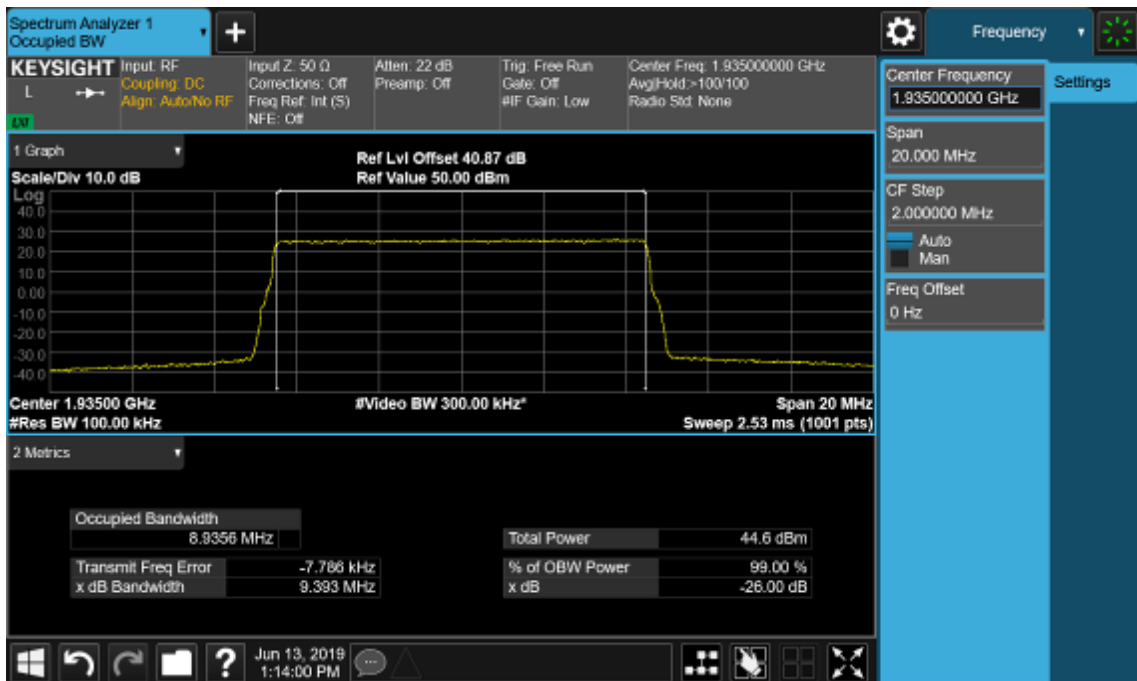 Spectrum Analyzer 1
Occupied BW
+
Frequency
KEYSIGHT
L
LXI
Input: RF
Coupling: DC
Align: Auto/No RF
Input Z: 50 Ω
Corrections: Off
Freq Ref: Int (S)
NFE: Off
Atten: 22 dB
Preamp: Off
Trig: Free Run
Gate: Off
#IF Gain: Low
Center Freq: 1.935000000 GHz
Avg|Hold:>100/100
Radio Std: None
Center Frequency
1.935000000 GHz
Settings
Span
20.000 MHz
CF Step
2.000000 MHz
Auto
Man
Freq Offset
0 Hz
1 Graph
Scale/Div 10.0 dB
Ref Lvl Offset 40.87 dB
Ref Value 50.00 dBm
Log
40.0
30.0
20.0
10.0
0.00
-10.0
-20.0
-30.0
-40.0
Center 1.93500 GHz
#Video BW 300.00 kHz*
Span 20 MHz
#Res BW 100.00 kHz
Sweep 2.53 ms (1001 pts)
2 Metrics
Occupied Bandwidth
8.9356 MHz
Total Power 44.6 dBm
Transmit Freq Error -7.786 kHz
% of OBW Power 99.00 %
x dB Bandwidth 9.393 MHz
x dB -26.00 dB
?
Jun 13, 2019
1:14:00 PM